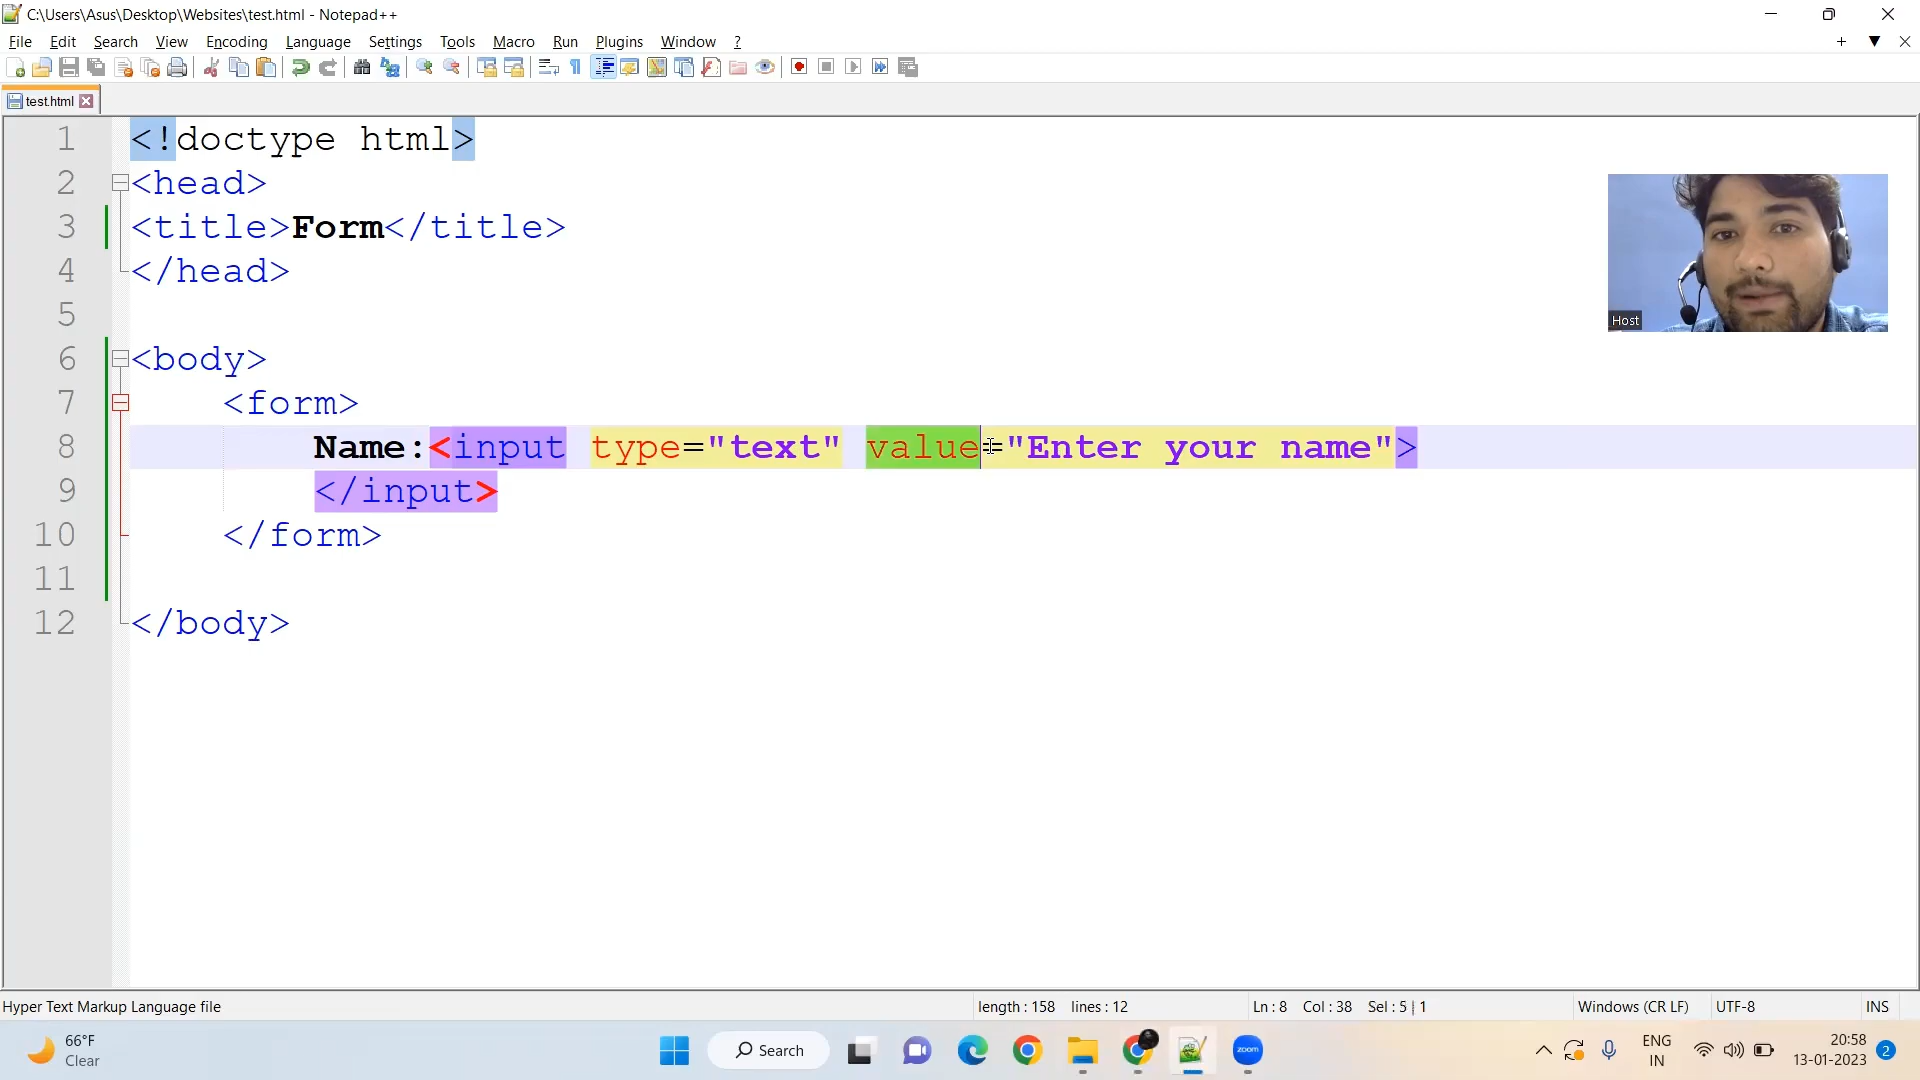 C:\Users\Asus\Desktop\Websites\test.html - Notepad++
File Edit Search View Encoding Language Settings Tools Macro Run Plugins Window ?
test.html
1 <!doctype html>
2 <head>
3 <title>Form</title>
4 </head>
5
6 <body>
7 <form>
8 Name:<input type="text" value="Enter your name">
9 </input>
10 </form>
11
12 </body>
Host
Hyper Text Markup Language file length : 158 lines : 12 Ln : 8 Col : 38 Sel : 5 | 1 Windows (CR LF) UTF-8 INS
66°F
Clear
Search
zoom
ENG
IN
20:58
13-01-2023
2